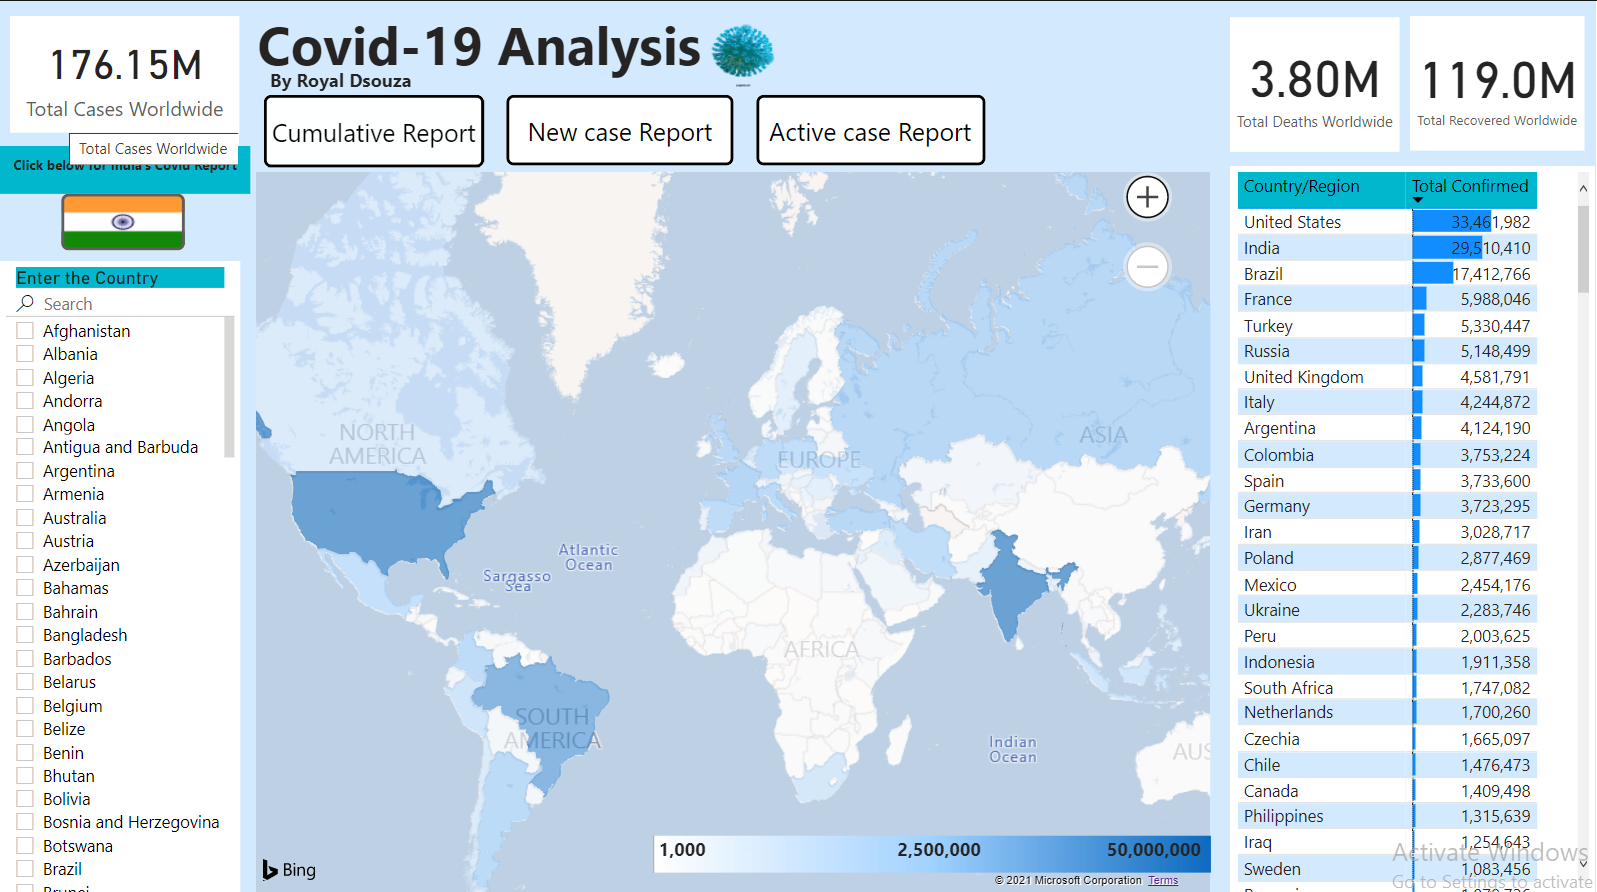 176.15M
Total Cases Worldwide
Total Cases Worldwide
Click below for India's Covid Report
Covid-19 Analysis
By Royal Dsouza
Cumulative Report
New case Report
Active case Report
3.80M
Total Deaths Worldwide
119.0M
Total Recovered Worldwide
Enter the Country
Search
Afghanistan
Albania
Algeria
Andorra
Angola
Antigua and Barbuda
Argentina
Armenia
Australia
Austria
Azerbaijan
Bahamas
Bahrain
Bangladesh
Barbados
Belarus
Belgium
Belize
Benin
Bhutan
Bolivia
Bosnia and Herzegovina
Botswana
Brazil
NORTH
AMERICA
EUROPE
ASIA
Atlantic
Ocean
Sargasso
Sea
AFRICA
SOUTH
AMERICA
Indian
Ocean
AUS
1,000 2,500,000 50,000,000
Bing
© 2021 Microsoft Corporation Terms
Country/Region Total Confirmed
United States 33,461,982
India 29,510,410
Brazil 17,412,766
France 5,988,046
Turkey 5,330,447
Russia 5,148,499
United Kingdom 4,581,791
Italy 4,244,872
Argentina 4,124,190
Colombia 3,753,224
Spain 3,733,600
Germany 3,723,295
Iran 3,028,717
Poland 2,877,469
Mexico 2,454,176
Ukraine 2,283,746
Peru 2,003,625
Indonesia 1,911,358
South Africa 1,747,082
Netherlands 1,700,260
Czechia 1,665,097
Chile 1,476,473
Canada 1,409,498
Philippines 1,315,639
Iraq 1,254,643
Sweden 1,083,456
Activate Windows
Go to Settings to activate